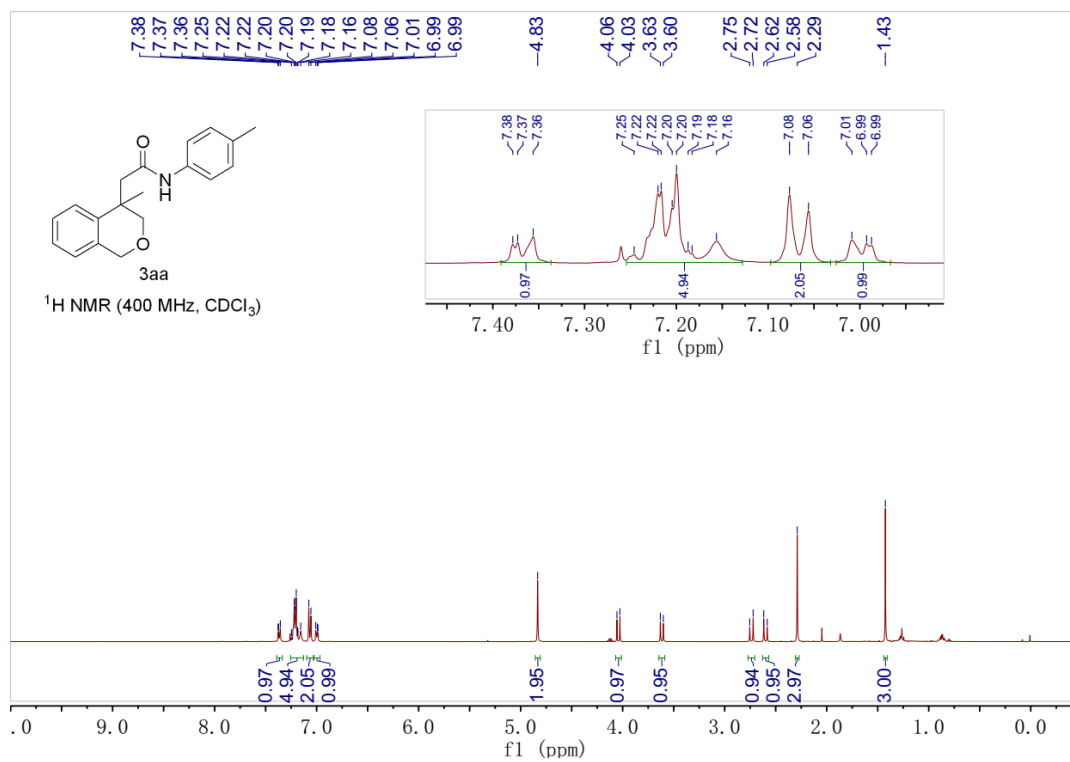 7.38 7.37 7.36 7.25 7.22 7.22 7.20 7.20 7.19 7.18 7.16 7.08 7.06 7.01 6.99 6.99 4.83 4.06 4.03 3.63 3.60 2.75 2.72 2.62 2.58 2.29 1.43
O
N
H
O
3aa
¹H NMR (400 MHz, CDCl₃)
7.38 7.37 7.36 7.25 7.22 7.22 7.20 7.20 7.19 7.18 7.16 7.08 7.06 7.01 6.99 6.99
0.97 4.94 2.05 0.99
7.40 7.30 7.20 7.10 7.00
f1 (ppm)
0.97 4.94 2.05 0.99 1.95 0.97 0.95 0.94 0.95 2.97 3.00
.0 9.0 8.0 7.0 6.0 5.0 4.0 3.0 2.0 1.0 0.0
f1 (ppm)